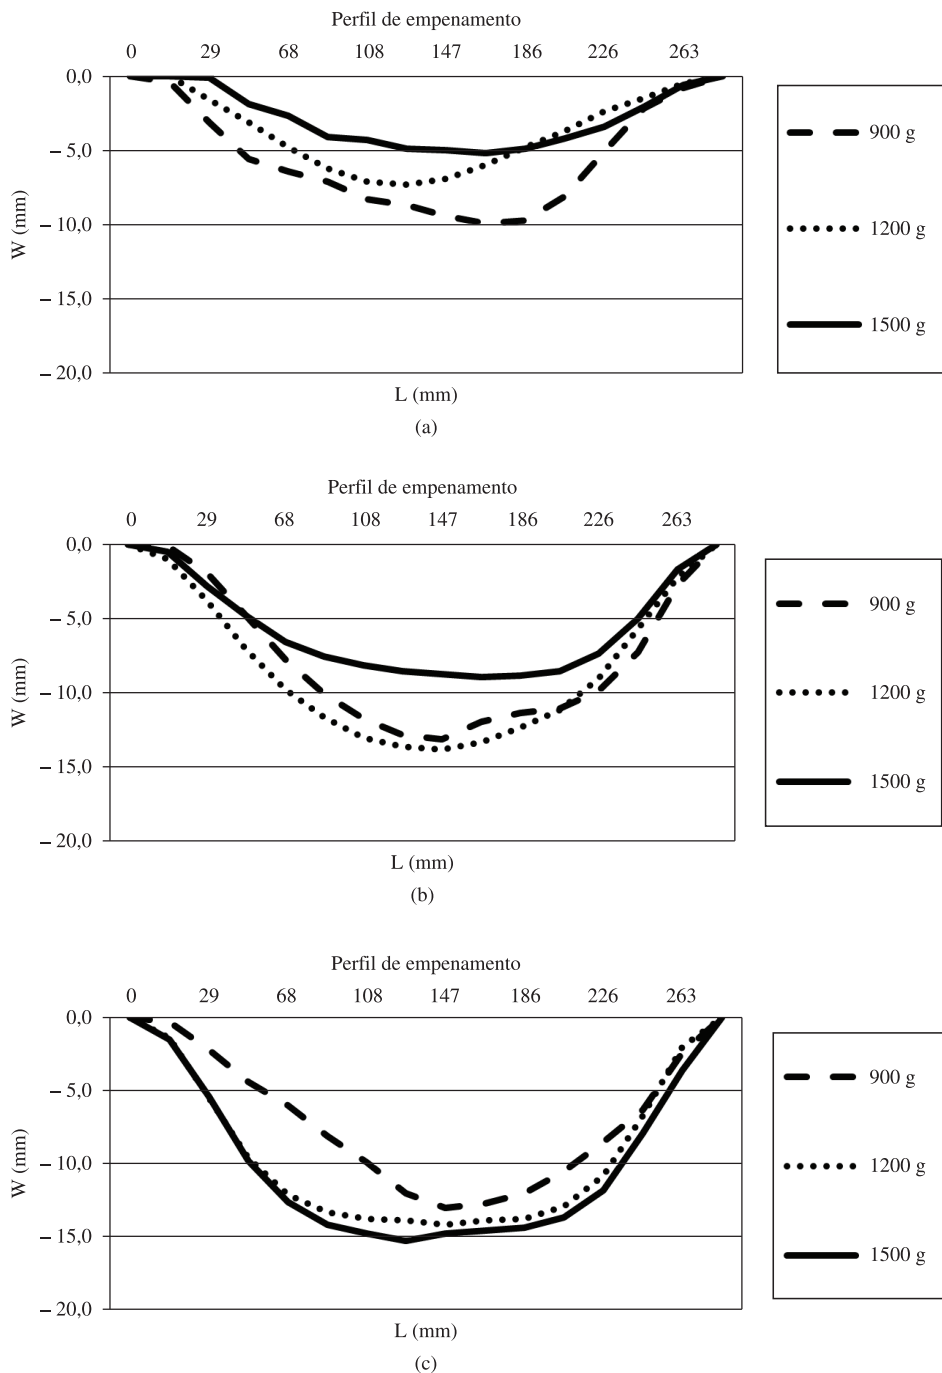 Perfil de empenamento
0 29 68 108 147 186 226 263
0,0
– 5,0
– 10,0
– 15,0
– 20,0
W (mm)
L (mm)
(a)
900 g
1200 g
1500 g
Perfil de empenamento
0 29 68 108 147 186 226 263
0,0
– 5,0
– 10,0
– 15,0
– 20,0
W (mm)
L (mm)
(b)
900 g
1200 g
1500 g
Perfil de empenamento
0 29 68 108 147 186 226 263
0,0
– 5,0
– 10,0
– 15,0
– 20,0
W (mm)
L (mm)
(c)
900 g
1200 g
1500 g